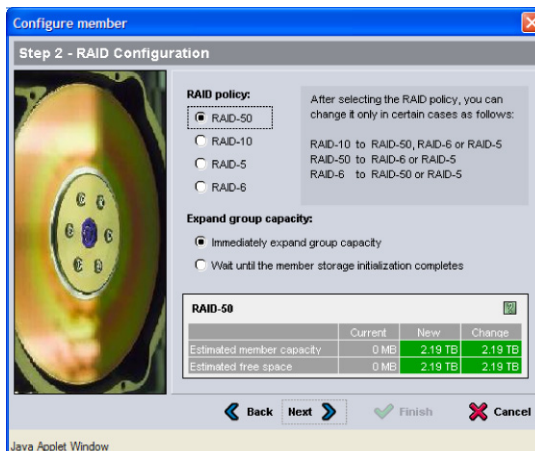 Configure member
Step 2 - RAID Configuration
RAID policy:
RAID-50
RAID-10
RAID-5
RAID-6
After selecting the RAID policy, you can
change it only in certain cases as follows:
RAID-10 to RAID-50, RAID-6 or RAID-5
RAID-50 to RAID-6 or RAID-5
RAID-6 to RAID-50 or RAID-5
Expand group capacity:
Immediately expand group capacity
Wait until the member storage initialization completes
RAID-50
Current New Change
Estimated member capacity 0 MB 2.19 TB 2.19 TB
Estimated free space 0 MB 2.19 TB 2.19 TB
Back Next Finish Cancel
Java Applet Window